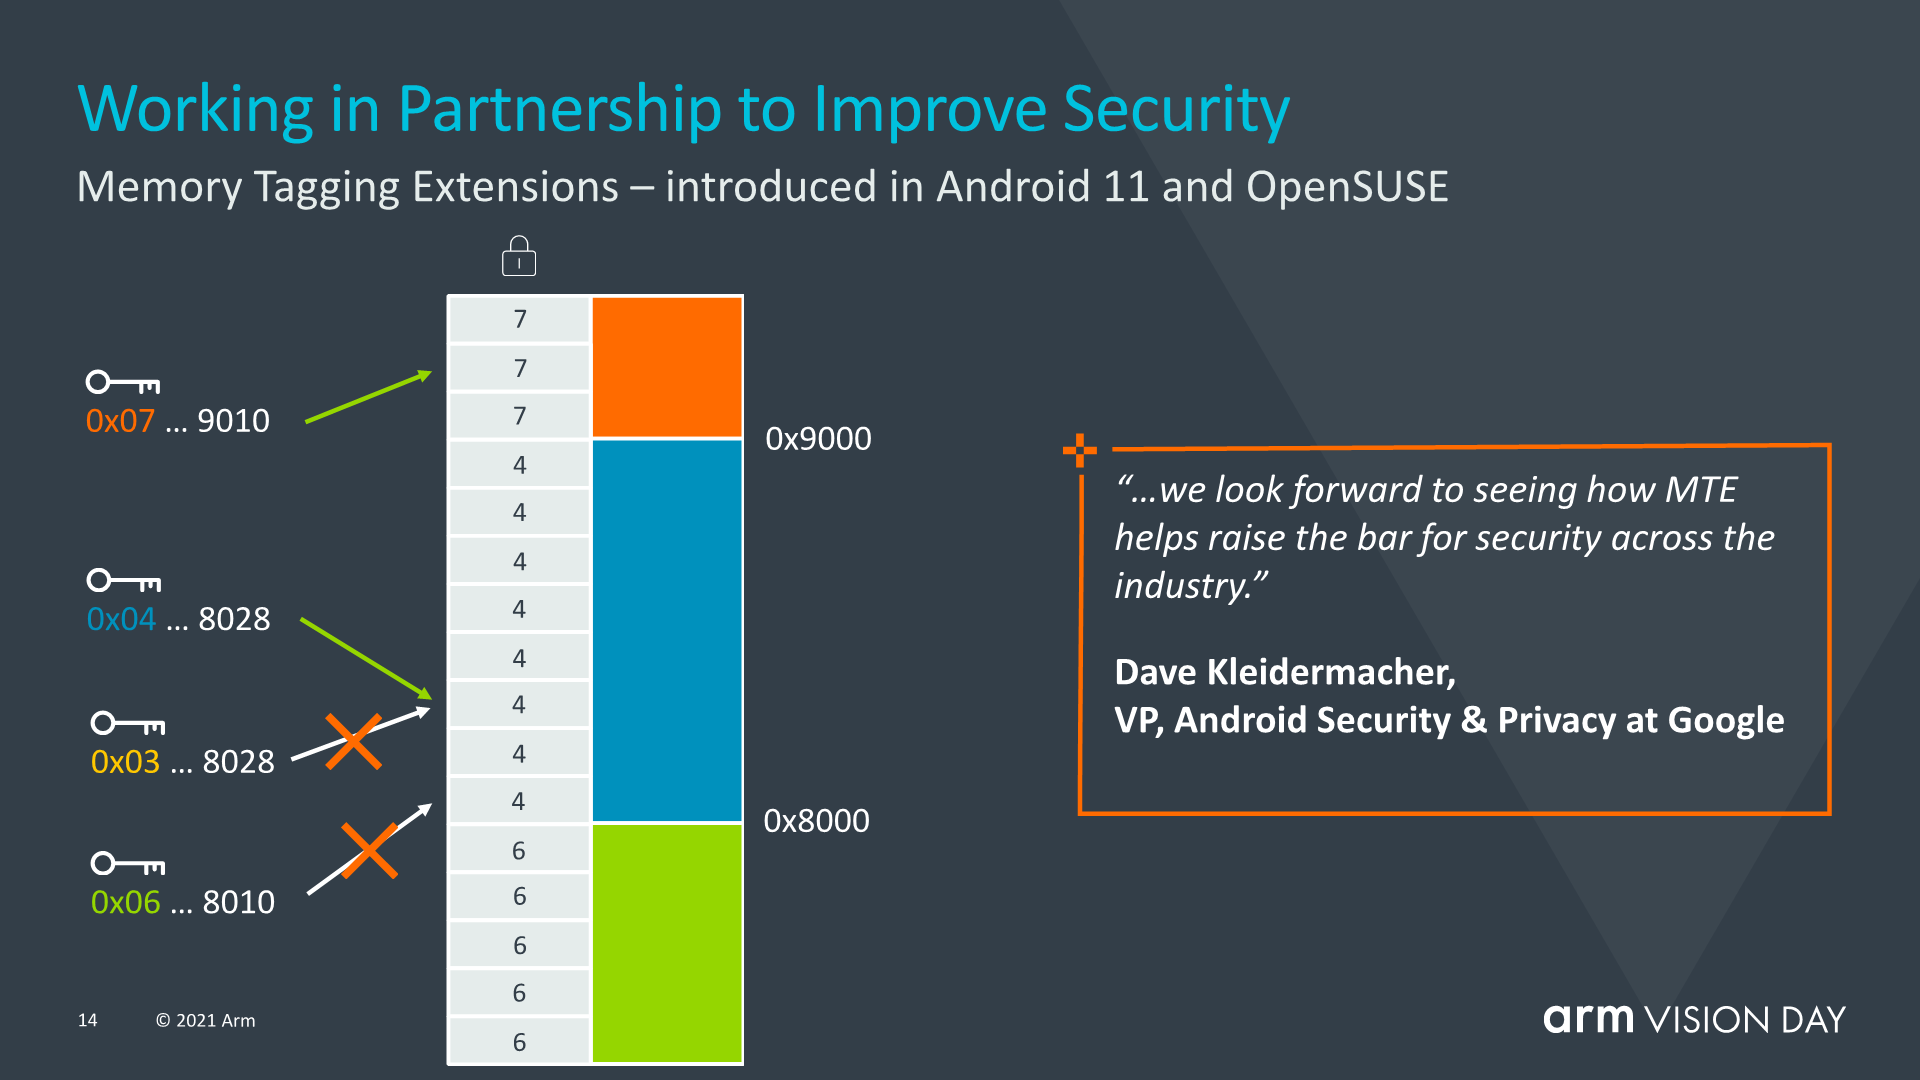 Working in Partnership to Improve Security
Memory Tagging Extensions – introduced in Android 11 and OpenSUSE
7
7
0x07 ... 9010
7
0x9000
4
4
4
4
0x04 ... 8028
4
4
4
0x03 ... 8028
4
0x8000
6
6
0x06 ... 8010
6
6
6
“...we look forward to seeing how MTE
helps raise the bar for security across the
industry.”
Dave Kleidermacher,
VP, Android Security & Privacy at Google
14
© 2021 Arm
arm VISION DAY